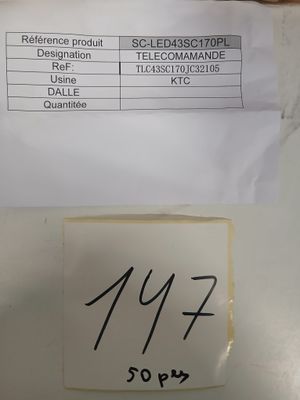 Référence produit SC-LED43SC170PL
Designation TELECOMAMANDE
ReF: TLC43SC170JC32105
Usine KTC
DALLE
Quantitée
147
50 pcs